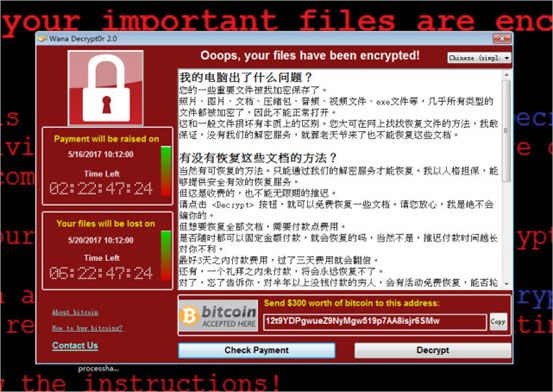 your important files are enc
Wana Decrypt0r 2.0
Ooops, your files have been encrypted!
Chinese (simpl:
Payment will be raised on
5/16/2017 10:12:00
Time Left
02:22:47:24
Your files will be lost on
5/20/2017 10:12:00
Time Left
06:22:47:24
About bitcoin
How to buy bitcoins?
Contact Us
我的电脑出了什么问题？
您的一些重要文件被我加密保存了。
照片、图片、文档、压缩包、音频、视频文件、exe文件等，几乎所有类型的
文件都被加密了，因此不能正常打开。
这和一般文件损坏有本质上的区别。您大可在网上找找恢复文件的方法，我敢
保证，没有我们的解密服务，就算老天爷来了也不能恢复这些文档。
有没有恢复这些文档的方法？
当然有可恢复的方法。只能通过我们的解密服务才能恢复。我以人格担保，能
够提供安全有效的恢复服务。
但这是收费的，也不能无限期的推迟。
请点击 <Decrypt> 按钮，就可以免费恢复一些文档。请您放心，我是绝不会
骗你的。
但想要恢复全部文档，需要付款点费用。
是否随时都可以固定金额付款，就会恢复的吗，当然不是，推迟付款时间越长
对你不利。
最好3天之内付款费用，过了三天费用就会翻倍。
还有，一个礼拜之内未付款，将会永远恢复不了。
对了，忘了告诉你，对半年以上没钱付款的穷人，会有活动免费恢复，能否轮
bitcoin
ACCEPTED HERE
Send $300 worth of bitcoin to this address:
12t9YDPgwueZ9NyMgw519p7AA8isjr6SMw
Copy
Check Payment
Decrypt
processha...
the instructions!